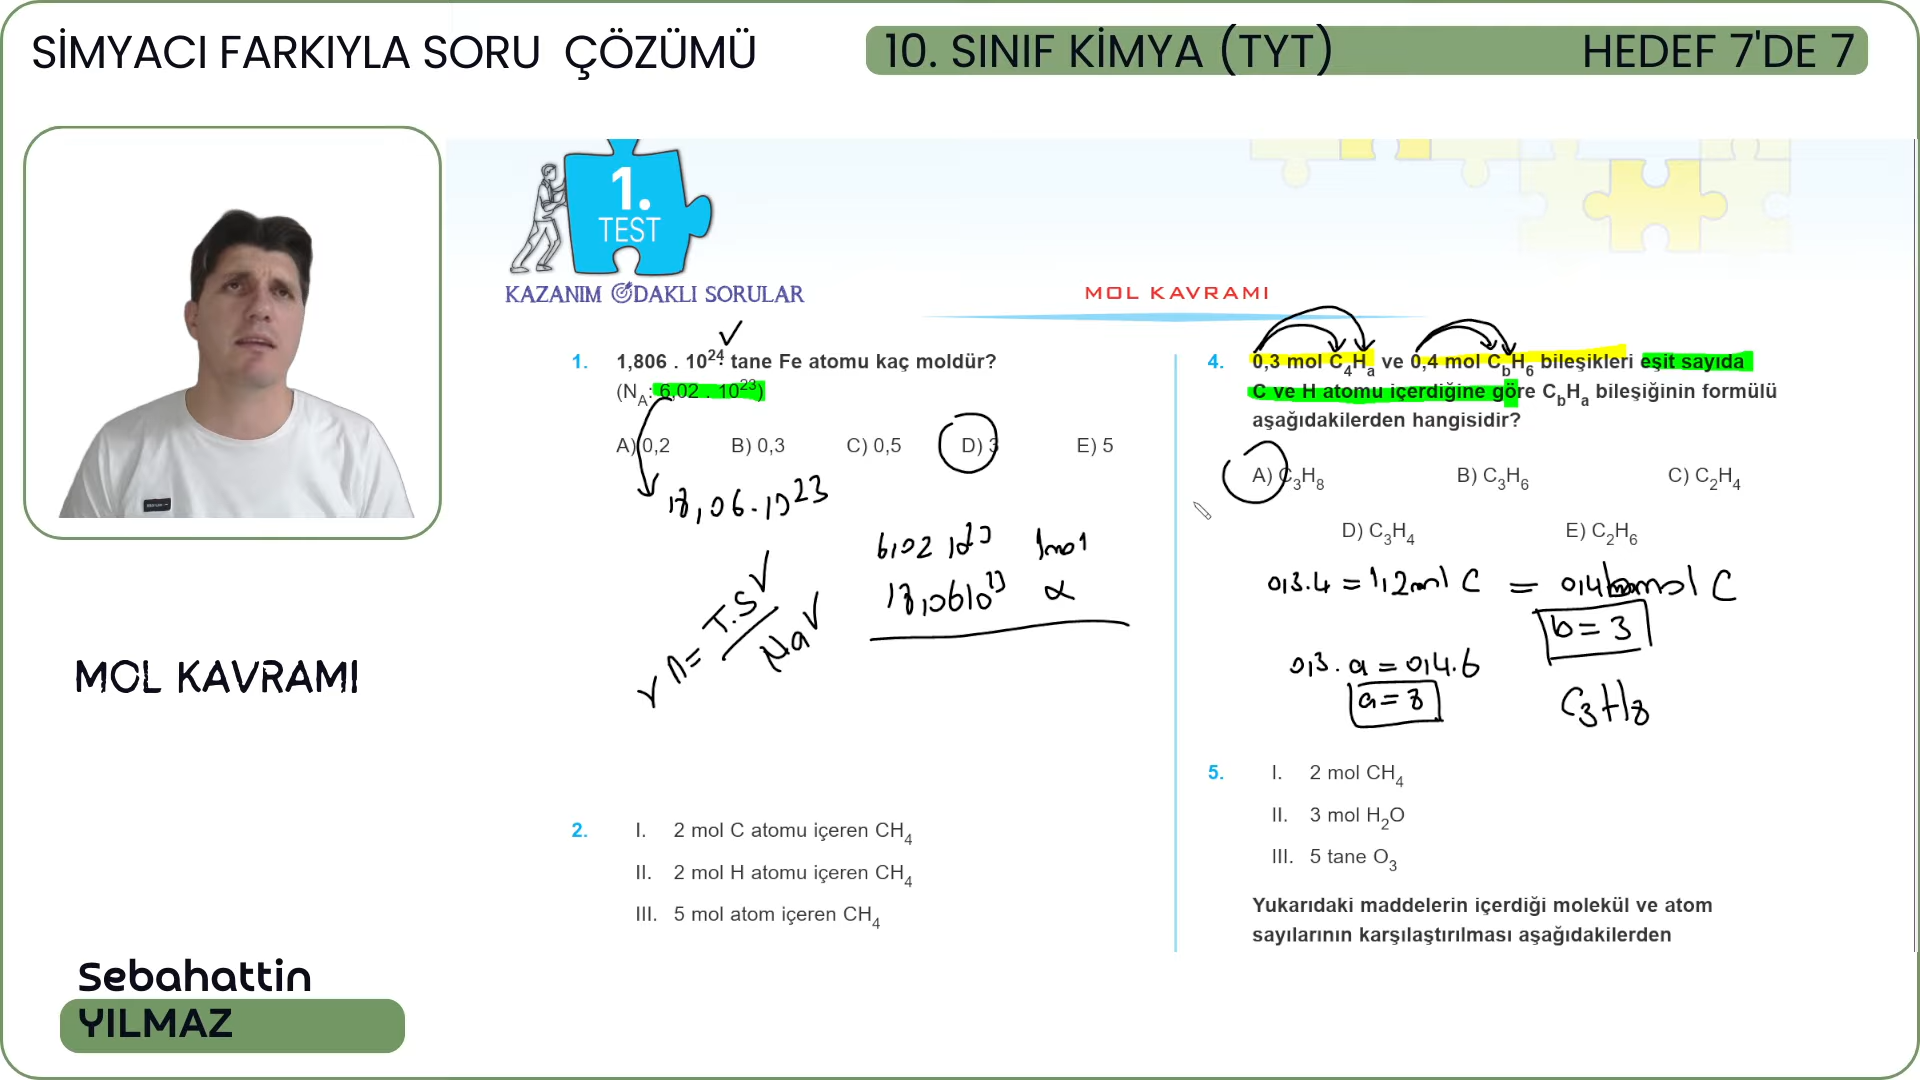 SİMYACI FARKIYLA SORU ÇÖZÜMÜ
10. SINIF KİMYA (TYT)
HEDEF 7'DE 7
1.
TEST
KAZANIM ODAKLI SORULAR
MOL KAVRAMI
1. 1,806 . 10²⁴ tane Fe atomu kaç moldür?
(N_A: 6,02 . 10²³)
A) 0,2 B) 0,3 C) 0,5 D) 3 E) 5
18,06.10²³
6,02 10²³ 1mol
18,06 10²³ x
n= T.S / Na
2. I. 2 mol C atomu içeren CH₄
II. 2 mol H atomu içeren CH₄
III. 5 mol atom içeren CH₄
4. 0,3 mol C₄Hₐ ve 0,4 mol C_bH₆ bileşikleri eşit sayıda
C ve H atomu içerdiğine göre C_bHₐ bileşiğinin formülü
aşağıdakilerden hangisidir?
A) C₃H₈ B) C₃H₆ C) C₂H₄
D) C₃H₄ E) C₂H₆
0,3.4 = 1,2mol C = 0,4 mol C
b = 3
0,3.a = 0,4.6
a = 8
C₃H₈
5. I. 2 mol CH₄
II. 3 mol H₂O
III. 5 tane O₃
Yukarıdaki maddelerin içerdiği molekül ve atom
sayılarının karşılaştırılması aşağıdakilerden
MOL KAVRAMI
Sebahattin
YILMAZ